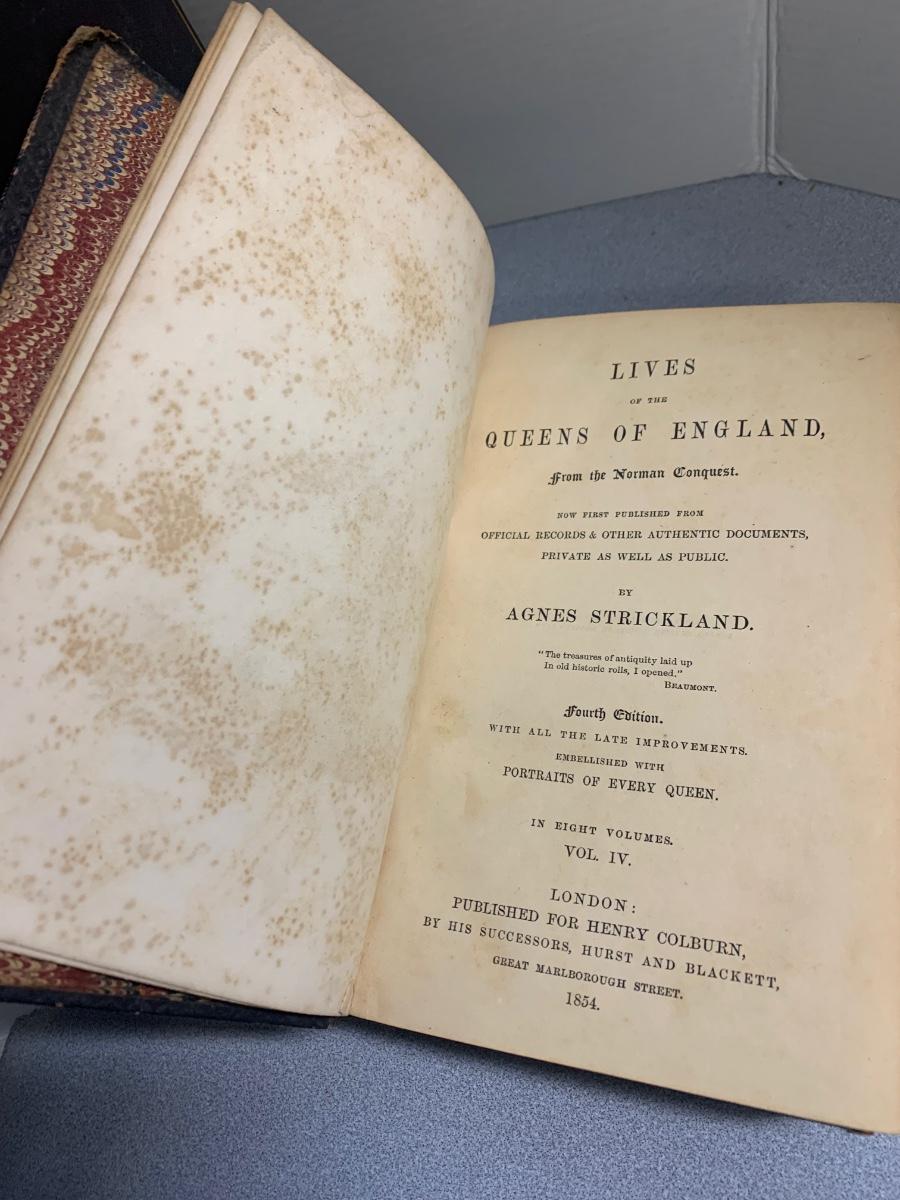 LIVES
OF THE
QUEENS OF ENGLAND,
From the Norman Conquest.
NOW FIRST PUBLISHED FROM
OFFICIAL RECORDS & OTHER AUTHENTIC DOCUMENTS,
PRIVATE AS WELL AS PUBLIC.
BY
AGNES STRICKLAND.
"The treasures of antiquity laid up
In old historic rolls, I opened."
BEAUMONT.
Fourth Edition.
WITH ALL THE LATE IMPROVEMENTS.
EMBELLISHED WITH
PORTRAITS OF EVERY QUEEN.
IN EIGHT VOLUMES.
VOL. IV.
LONDON:
PUBLISHED FOR HENRY COLBURN,
BY HIS SUCCESSORS, HURST AND BLACKETT,
GREAT MARLBOROUGH STREET.
1854.